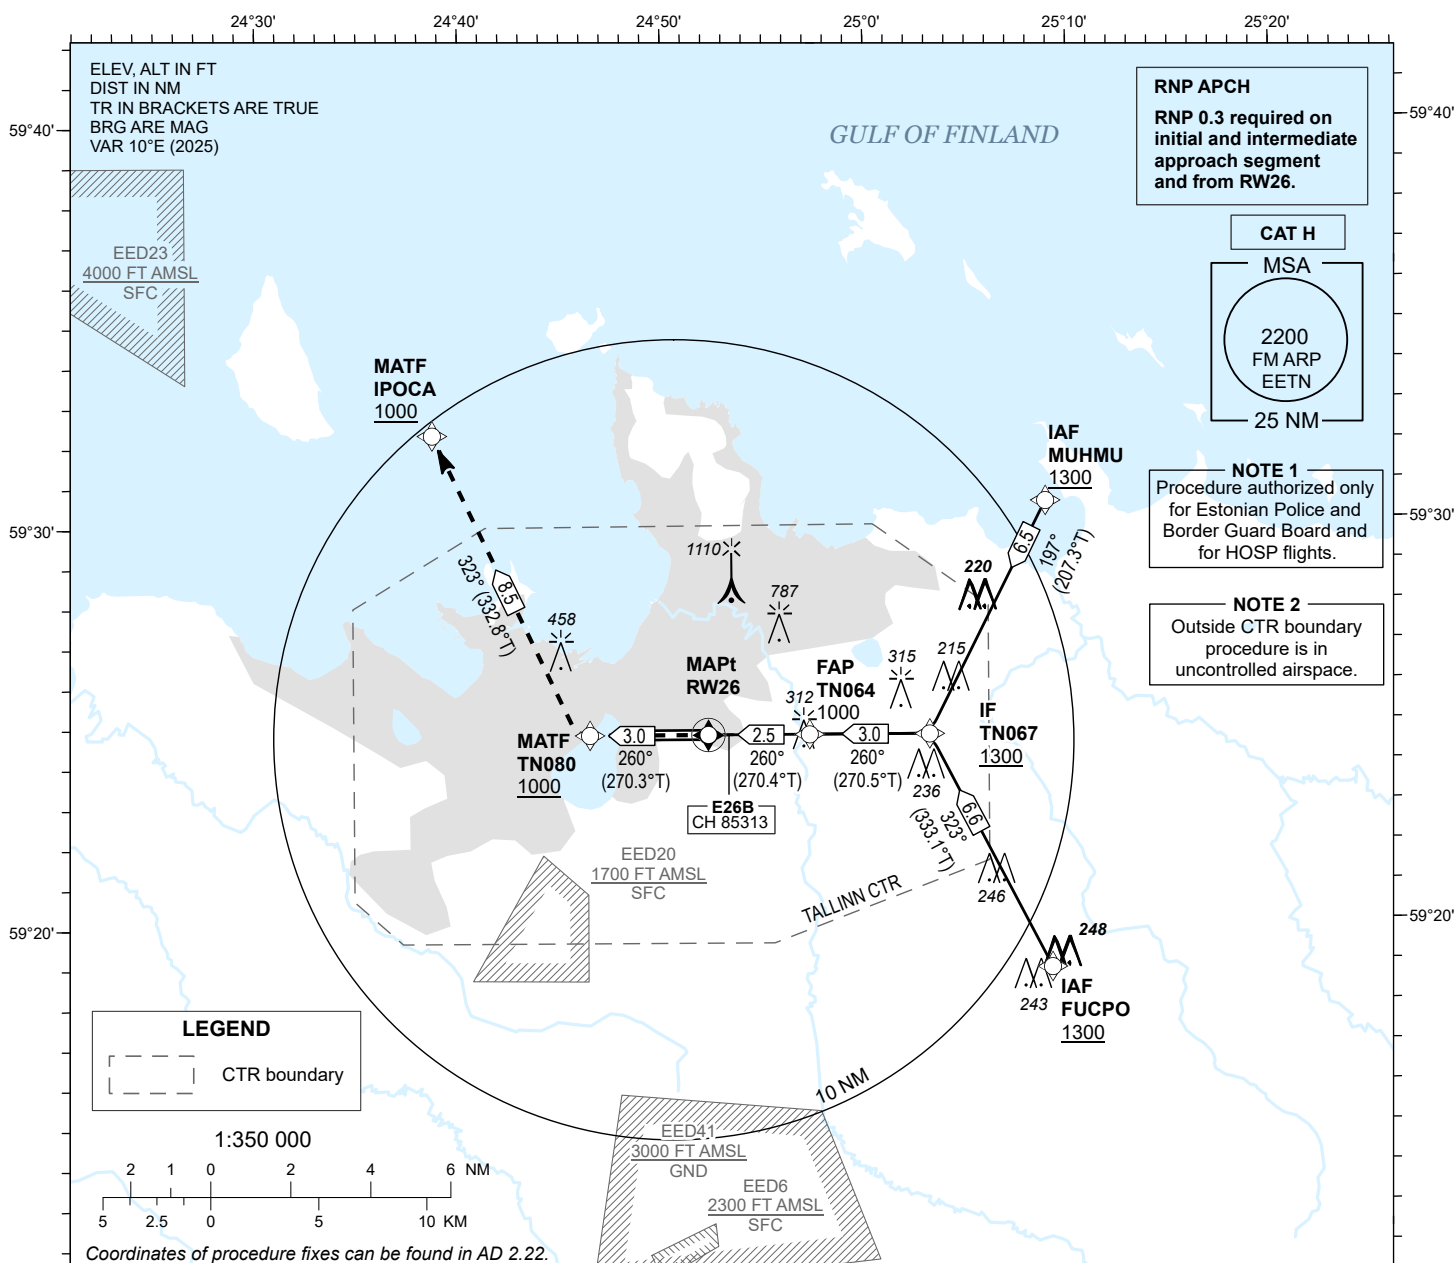 24°30'
24°40'
24°50'
25°0'
25°10'
25°20'
ELEV, ALT IN FT
DIST IN NM
TR IN BRACKETS ARE TRUE
BRG ARE MAG
VAR 10°E (2025)
59°40'
59°40'
GULF OF FINLAND
RNP APCH
RNP 0.3 required on
initial and intermediate
approach segment
and from RW26.
CAT H
MSA
2200
FM ARP
EETN
25 NM
EED23
4000 FT AMSL
SFC
MATF
IPOCA
1000
IAF
MUHMU
1300
NOTE 1
Procedure authorized only
for Estonian Police and
Border Guard Board and
for HOSP flights.
59°30'
59°30'
6.5
197°
(207.3°T)
1110
220
8.5
323° (332.8°T)
787
458
NOTE 2
Outside CTR boundary
procedure is in
uncontrolled airspace.
MAPt
RW26
FAP
TN064
1000
315
215
312
IF
TN067
1300
MATF
TN080
1000
3.0
260°
(270.3°T)
2.5
260°
(270.4°T)
3.0
260°
(270.5°T)
236
E26B
CH 85313
6.6
323°
(333.1°T)
EED20
1700 FT AMSL
SFC
246
TALLINN CTR
59°20'
59°20'
248
243
IAF
FUCPO
1300
LEGEND
CTR boundary
10 NM
1:350 000
2 1 0 2 4 6 NM
5 2.5 0 5 10 KM
EED41
3000 FT AMSL
GND
EED6
2300 FT AMSL
SFC
Coordinates of procedure fixes can be found in AD 2.22.